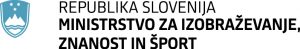 REPUBLIKA SLOVENIJA
MINISTRSTVO ZA IZOBRAŽEVANJE,
ZNANOST IN ŠPORT